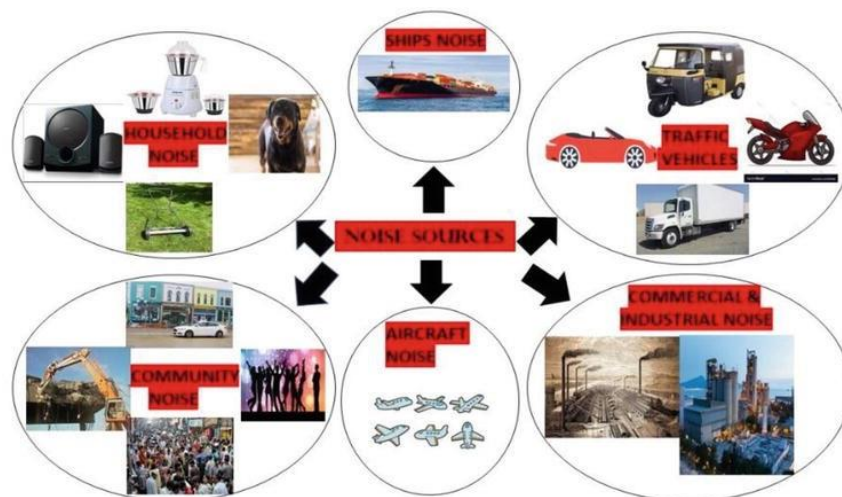 SHIPS NOISE
HOUSEHOLD
NOISE
TRAFFIC
VEHICLES
NOISE SOURCES
COMMUNITY
NOISE
AIRCRAFT
NOISE
COMMERCIAL &
INDUSTRIAL NOISE